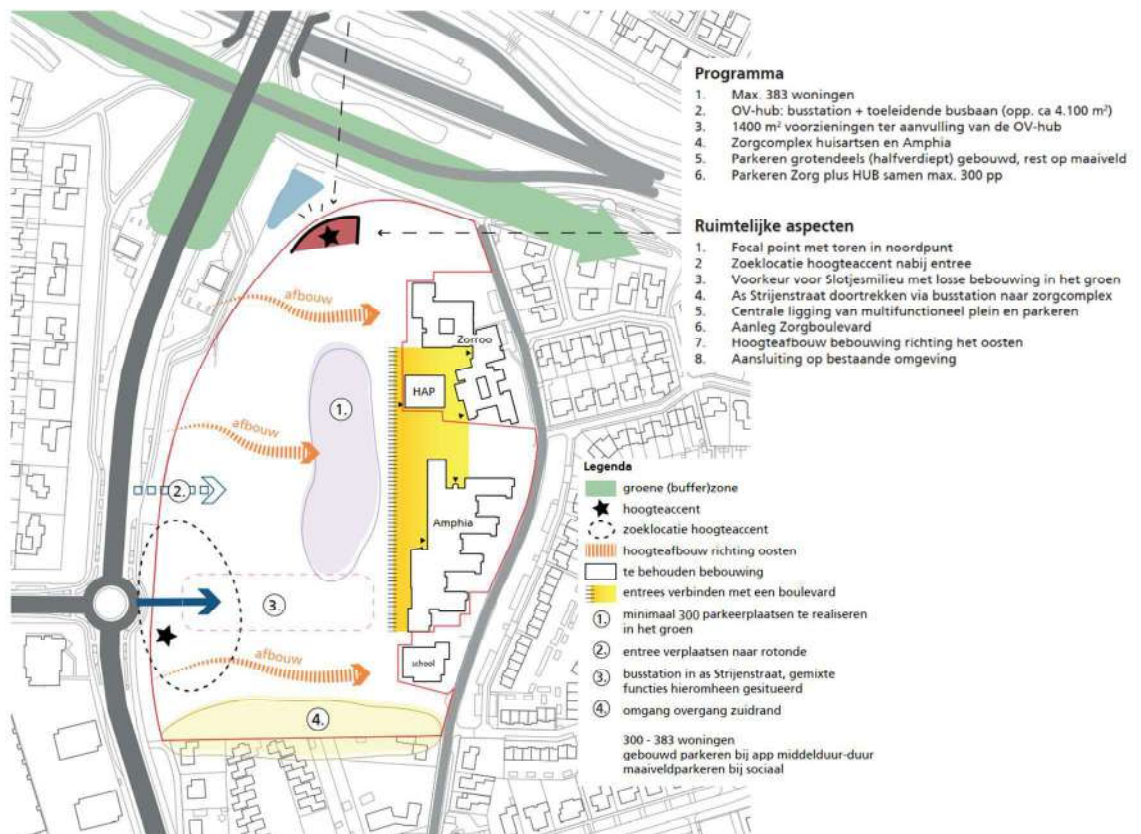 Programma
1. Max. 383 woningen
2. OV-hub: busstation + toeleidende busbaan (opp. ca 4.100 m²)
3. 1400 m² voorzieningen ter aanvulling van de OV-hub
4. Zorgcomplex huisartsen en Amphia
5. Parkeren grotendeels (halfverdiept) gebouwd, rest op maaiveld
6. Parkeren Zorg plus HUB samen max. 300 pp
Ruimtelijke aspecten
1. Focal point met toren in noordpunt
2 Zoeklocatie hoogteaccent nabij entree
3. Voorkeur voor Slotjesmilieu met losse bebouwing in het groen
4. As Strijenstraat doortrekken via busstation naar zorgcomplex
5. Centrale ligging van multifunctioneel plein en parkeren
6. Aanleg Zorgboulevard
7. Hoogteafbouw bebouwing richting het oosten
8. Aansluiting op bestaande omgeving
afbouw
Zorroo
HAP
1.
afbouw
2.
Amphia
3.
afbouw
school
4.
Legenda
groene (buffer)zone
hoogteaccent
zoeklocatie hoogteaccent
hoogteafbouw richting oosten
te behouden bebouwing
entrees verbinden met een boulevard
1. minimaal 300 parkeerplaatsen te realiseren
in het groen
2. entree verplaatsen naar rotonde
3. busstation in as Strijenstraat, gemixte
functies hieromheen gesitueerd
4. omgang overgang zuidrand
300 - 383 woningen
gebouwd parkeren bij app middelduur-duur
maaiveldparkeren bij sociaal